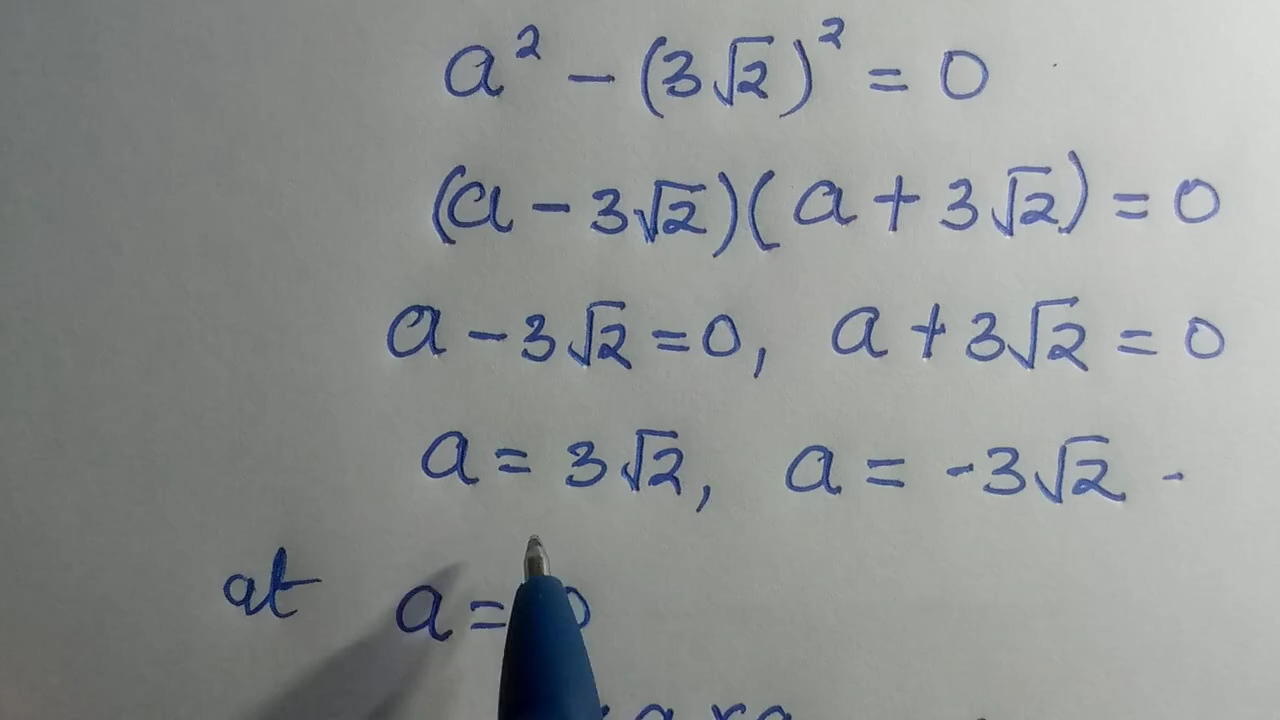 a² - (3√2)² = 0
(a - 3√2)(a + 3√2) = 0
a - 3√2 = 0, a + 3√2 = 0
a = 3√2, a = -3√2
at a =